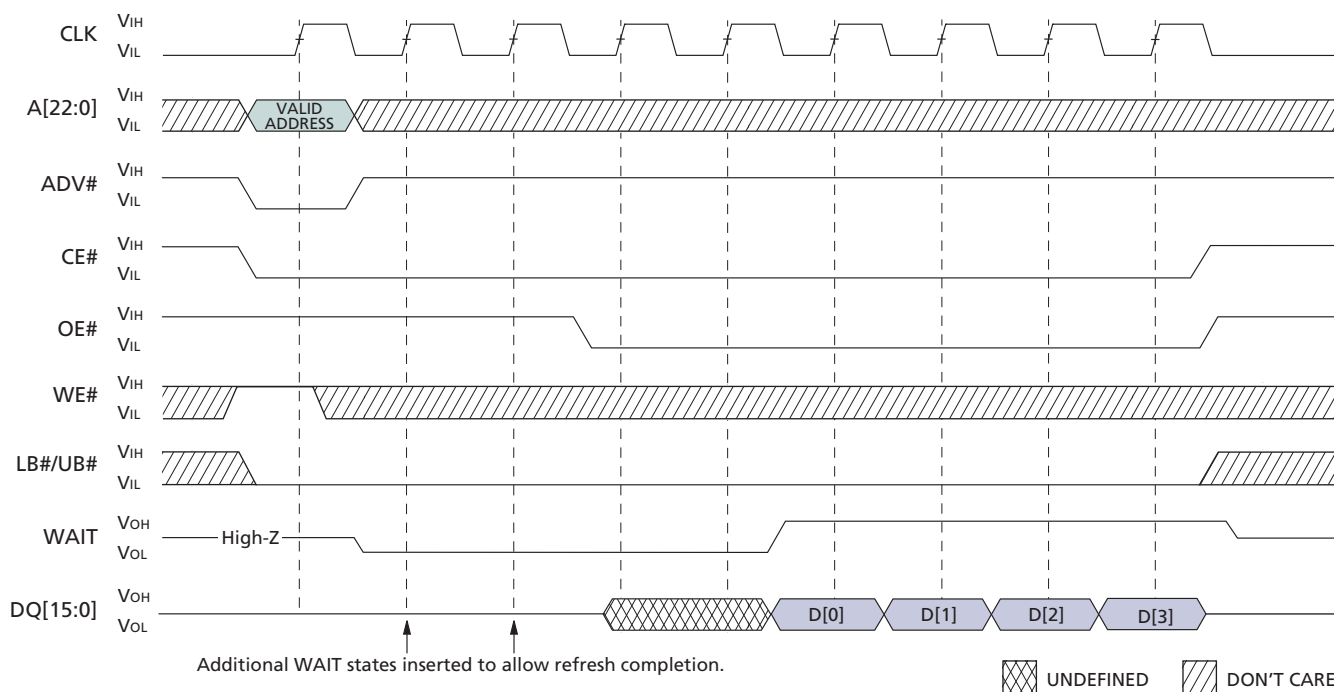 CLK VIH
VIL
A[22:0] VIH
VIL
VALID
ADDRESS
ADV# VIH
VIL
CE# VIH
VIL
OE# VIH
VIL
WE# VIH
VIL
LB#/UB# VIH
VIL
WAIT VOH
VOL
High-Z
DQ[15:0] VOH
VOL
D[0] D[1] D[2] D[3]
Additional WAIT states inserted to allow refresh completion.
UNDEFINED DON'T CARE